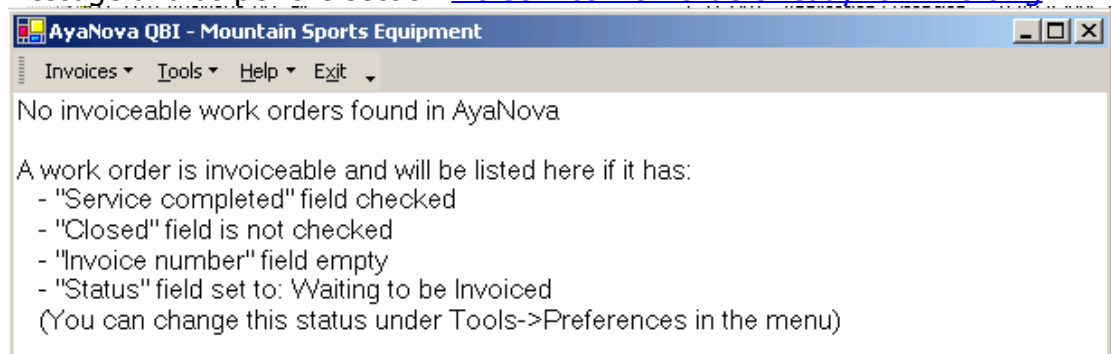 AyaNova QBI - Mountain Sports Equipment
Invoices Tools Help Exit
No invoiceable work orders found in AyaNova
A work order is invoiceable and will be listed here if it has:
- "Service completed" field checked
- "Closed" field is not checked
- "Invoice number" field empty
- "Status" field set to: Waiting to be Invoiced
(You can change this status under Tools->Preferences in the menu)